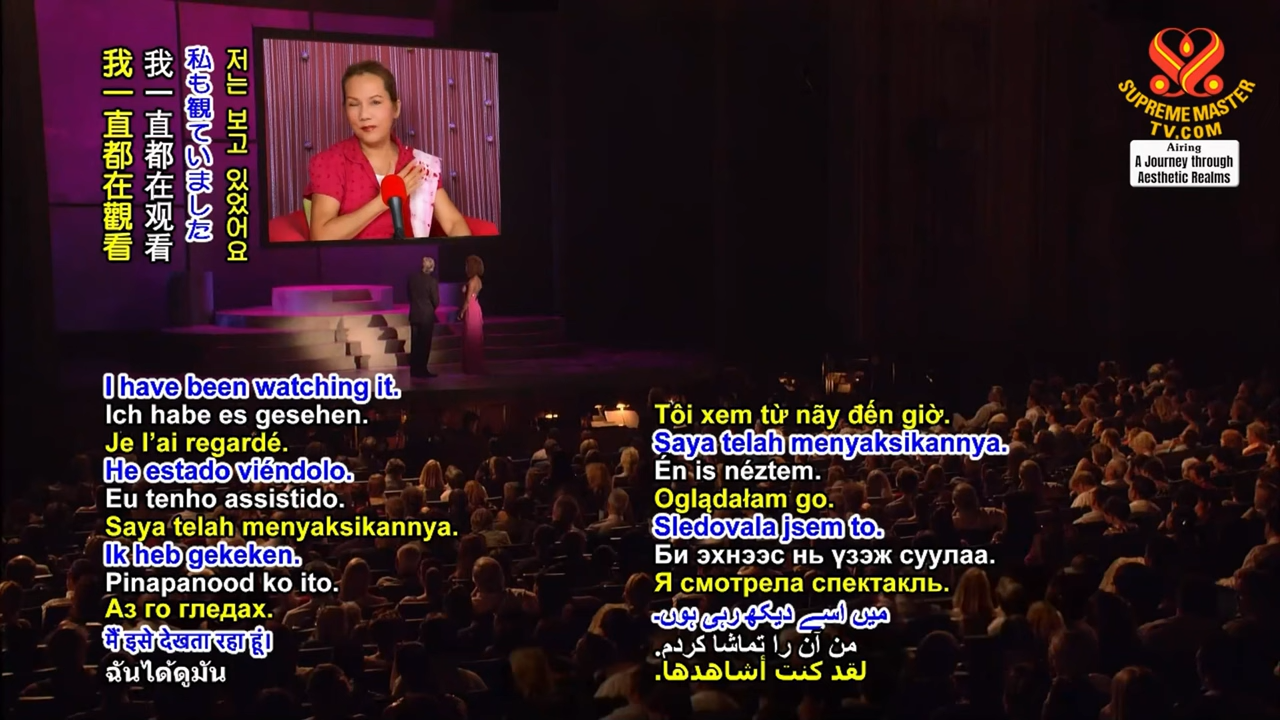 我一直都在觀看
我一直都在观看
私も観ていました
저는 보고 있었어요
SUPREME MASTER
TV.COM
Airing
A Journey through
Aesthetic Realms
I have been watching it.
Ich habe es gesehen.
Je l’ai regardé.
He estado viéndolo.
Eu tenho assistido.
Saya telah menyaksikannya.
Ik heb gekeken.
Pinapanood ko ito.
Аз го гледах.
मैं इसे देखता रहा हूं।
ฉันได้ดูมัน
Tôi xem từ nãy đến giờ.
Saya telah menyaksikannya.
Én is néztem.
Oglądałam go.
Sledovala jsem to.
Би эхнээс нь үзэж суулаа.
Я смотрела спектакль.
میں اسے دیکھ رہی ہوں۔
من آن را تماشا کردم.
لقد كنت أشاهدها.